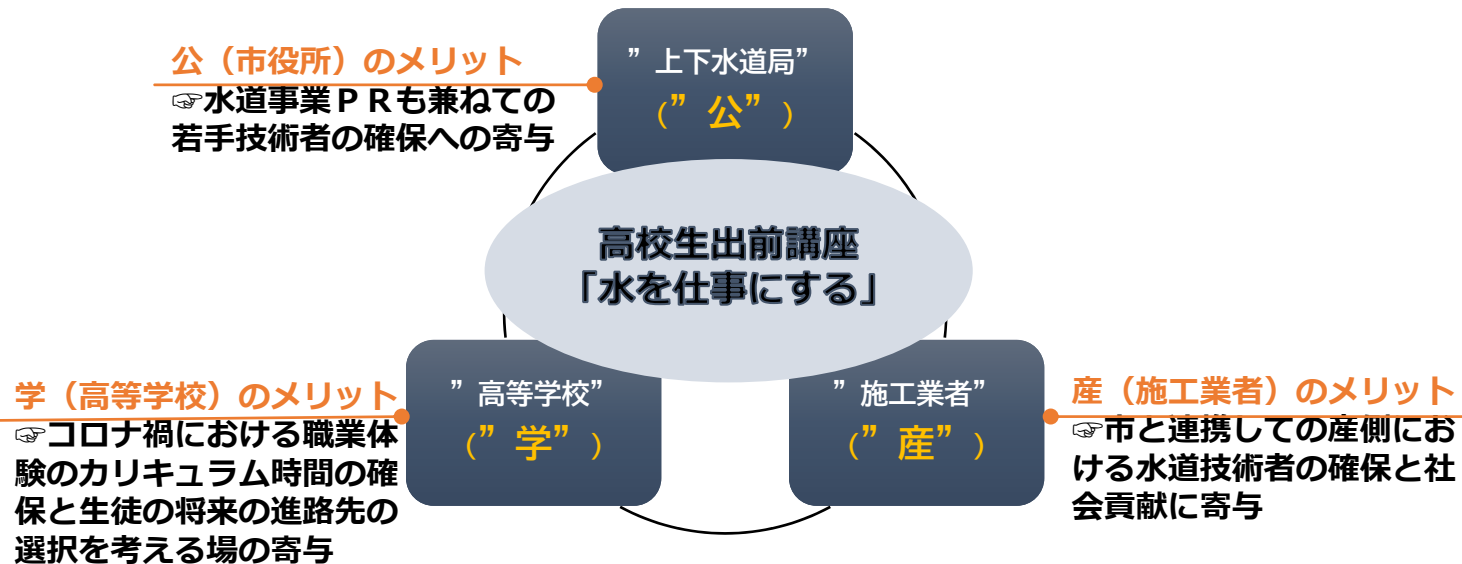 ”上下水道局”
(”公”)
公（市役所）のメリット
☞水道事業ＰＲも兼ねての
若手技術者の確保への寄与
高校生出前講座
「水を仕事にする」
”高等学校”
(”学”)
学（高等学校）のメリット
☞コロナ禍における職業体
験のカリキュラム時間の確
保と生徒の将来の進路先の
選択を考える場の寄与
”施工業者”
(”産”)
産（施工業者）のメリット
☞市と連携しての産側にお
ける水道技術者の確保と社
会貢献に寄与